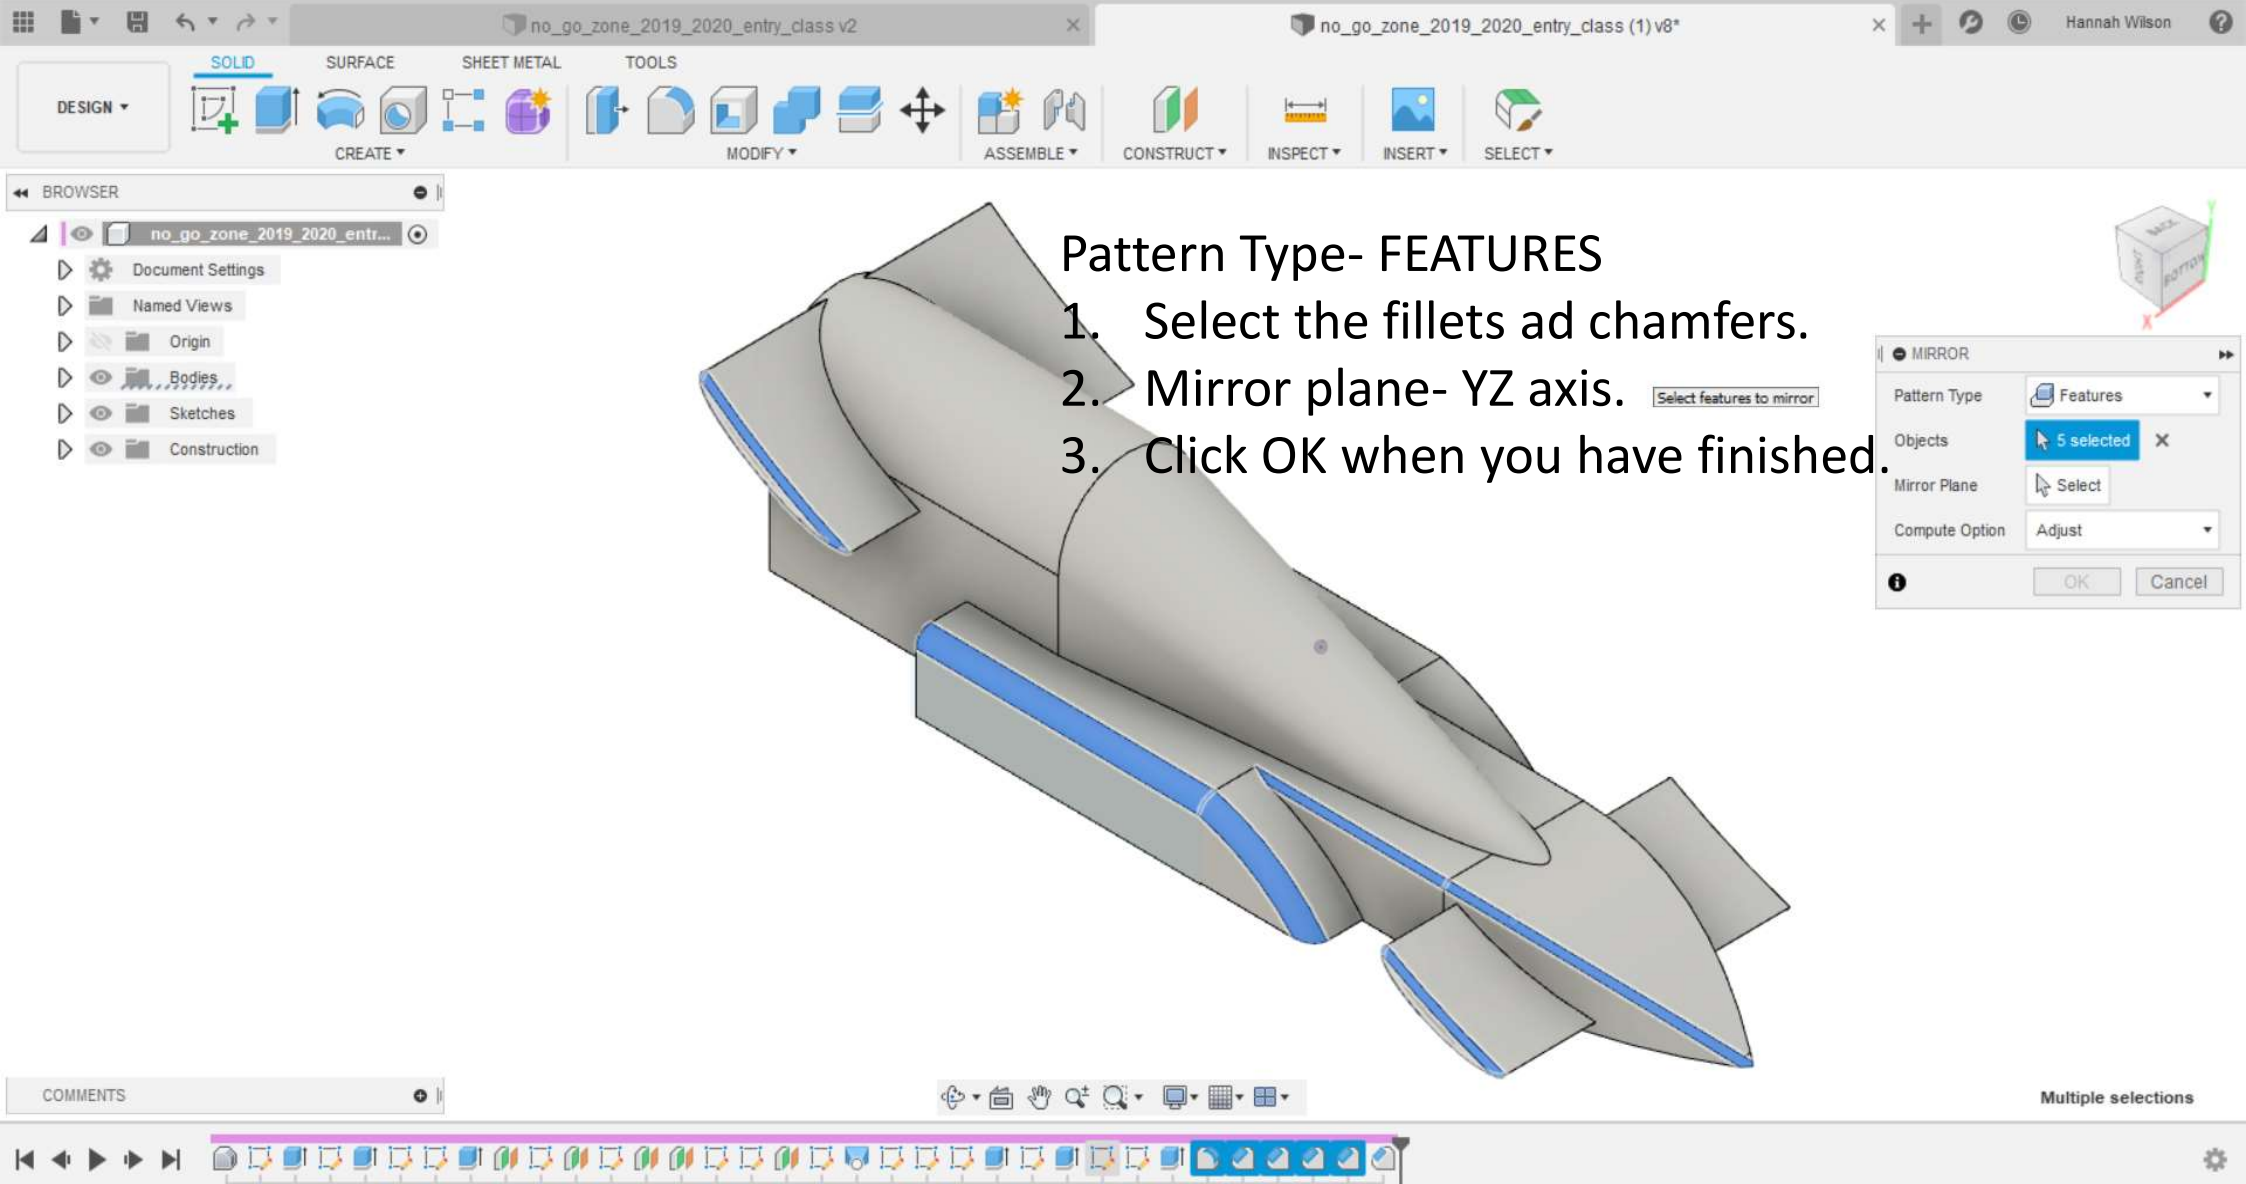 no_go_zone_2019_2020_entry_class v2
no_go_zone_2019_2020_entry_class (1) v8*
Hannah Wilson
SOLID SURFACE SHEET METAL TOOLS
DESIGN
CREATE MODIFY ASSEMBLE CONSTRUCT INSPECT INSERT SELECT
BROWSER
no_go_zone_2019_2020_entr...
Document Settings
Named Views
Origin
Bodies
Sketches
Construction
Pattern Type- FEATURES
1. Select the fillets ad chamfers.
2. Mirror plane- YZ axis.
3. Click OK when you have finished.
Select features to mirror
BACK
RIGHT
BOTTOM
Y
X
MIRROR
Pattern Type Features
Objects 5 selected
Mirror Plane Select
Compute Option Adjust
OK Cancel
COMMENTS
Multiple selections